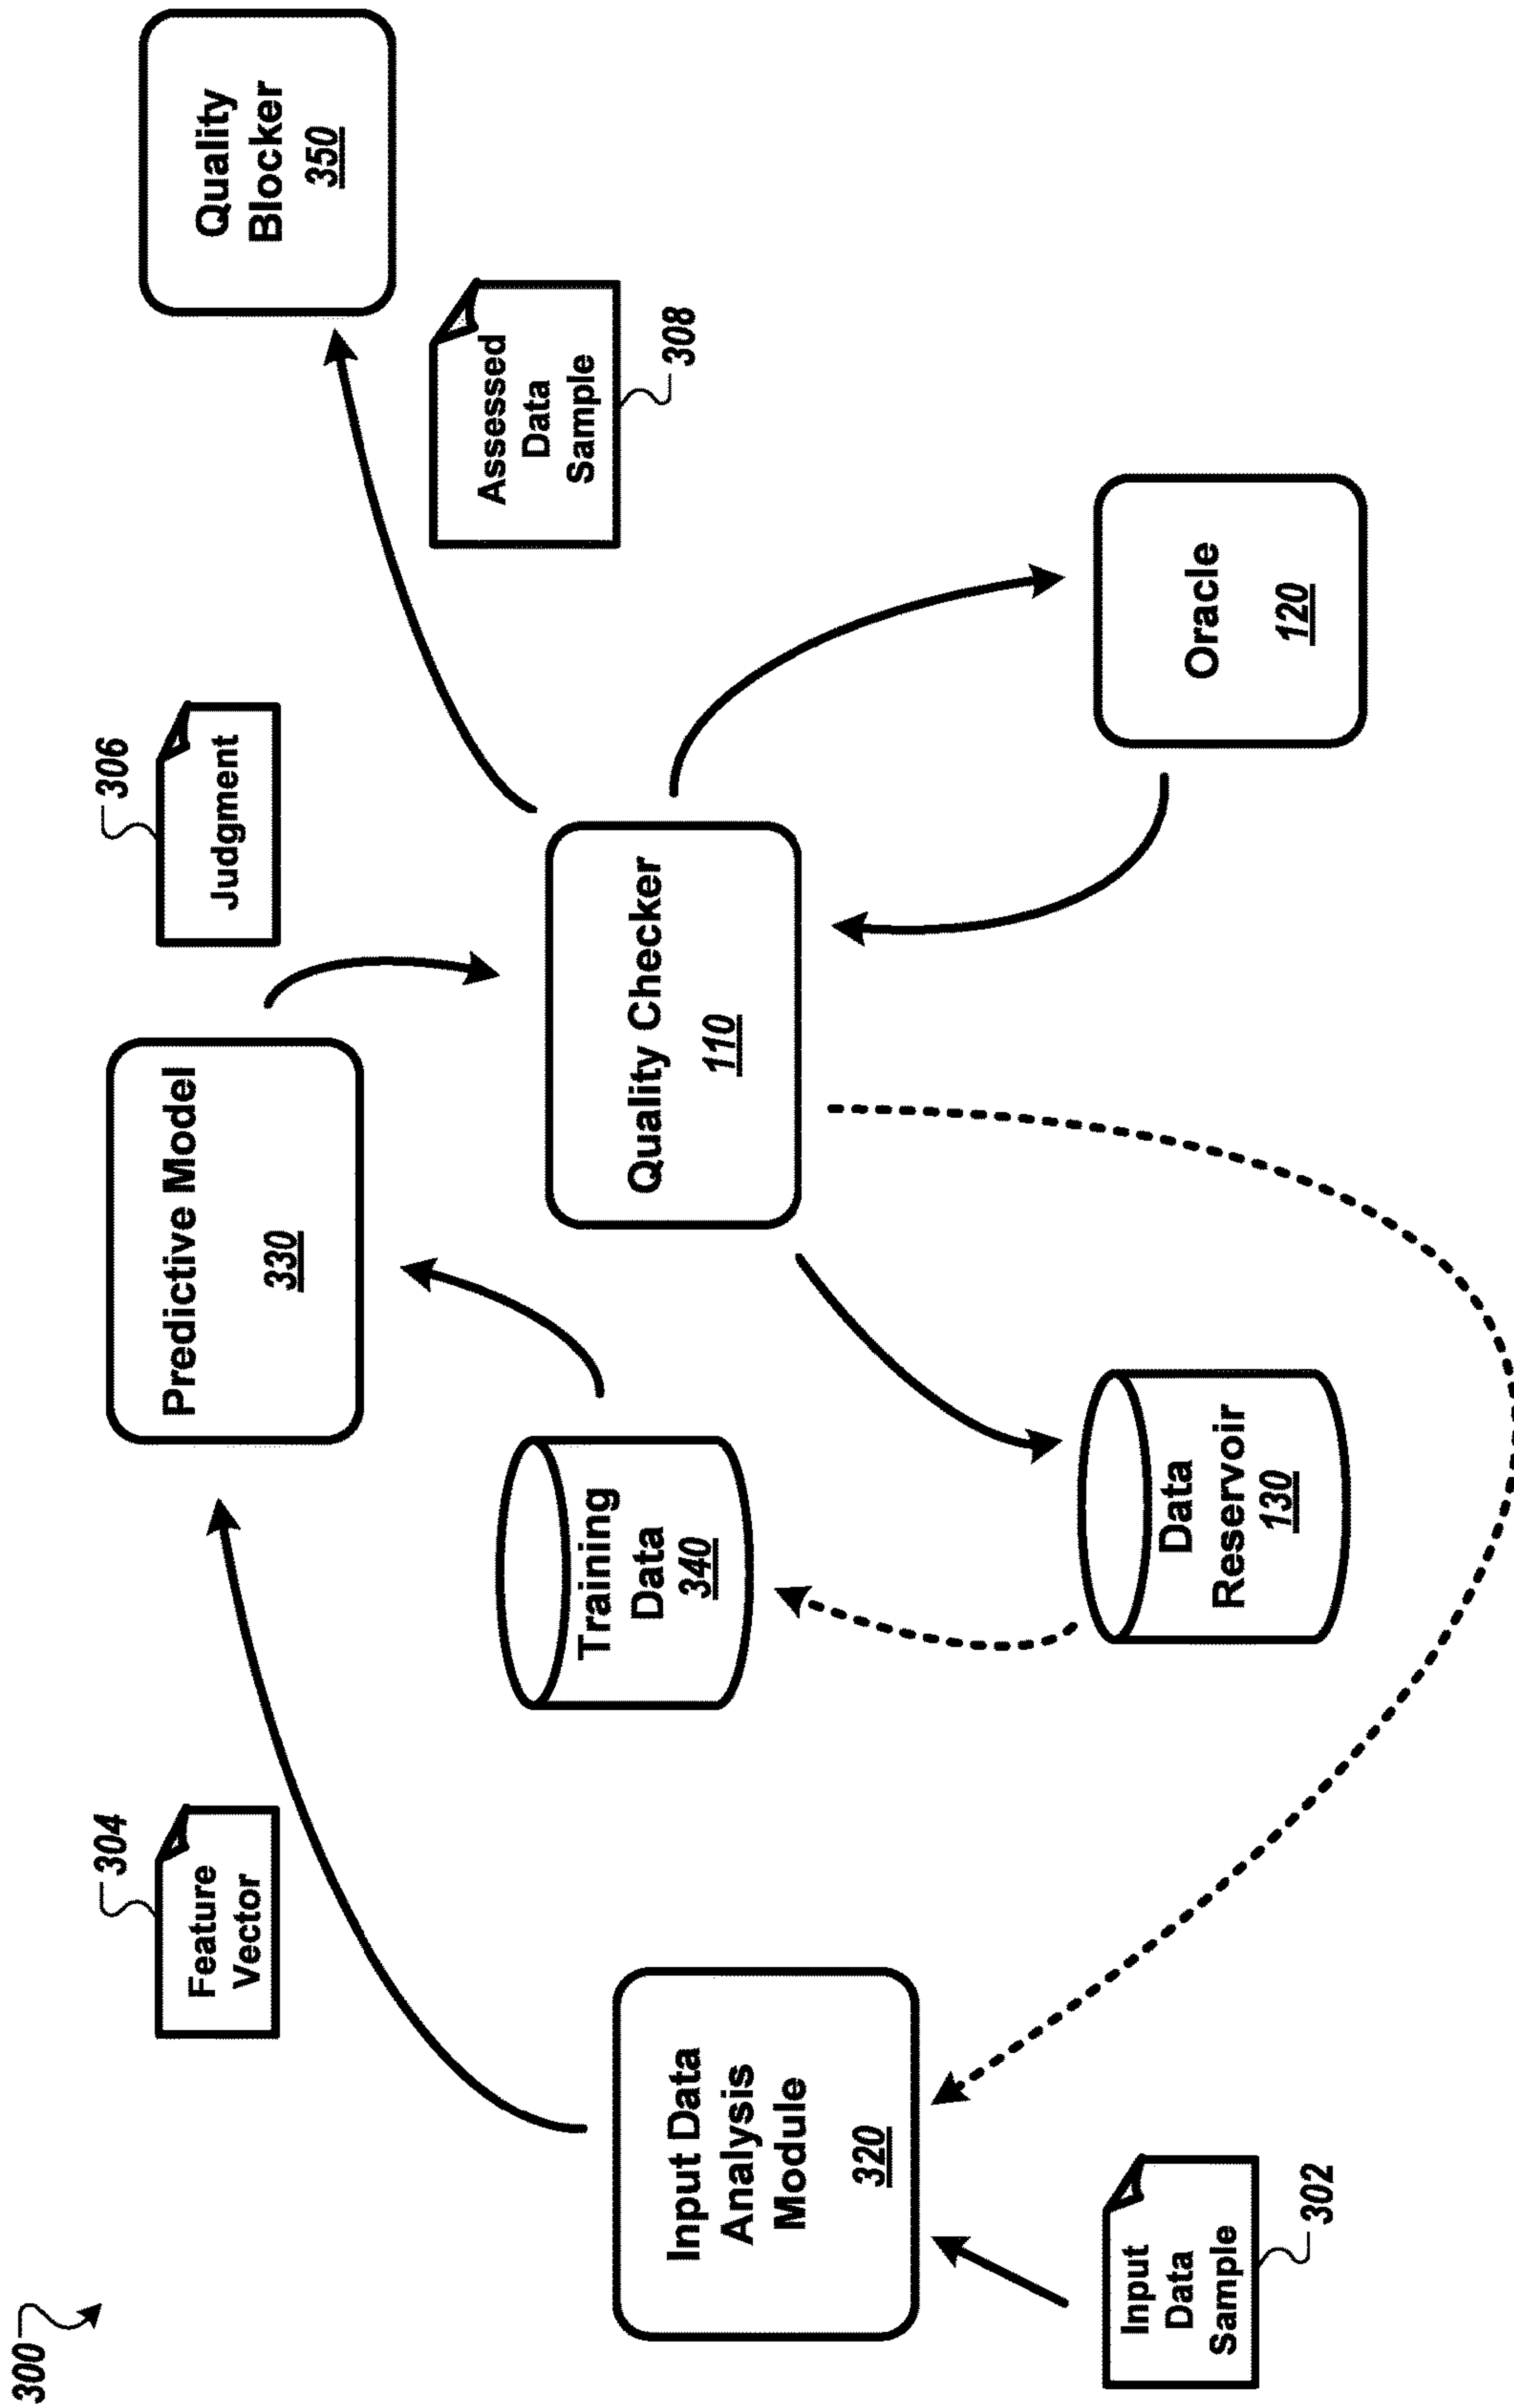 300
304
Feature
Vector
306
Judgment
Predictive Model
330
Quality
Blocker
350
Assessed
Data
Sample
308
Input Data
Analysis
Module
320
Training
Data
340
Quality Checker
110
Input
Data
Sample
302
Data
Reservoir
130
Oracle
120